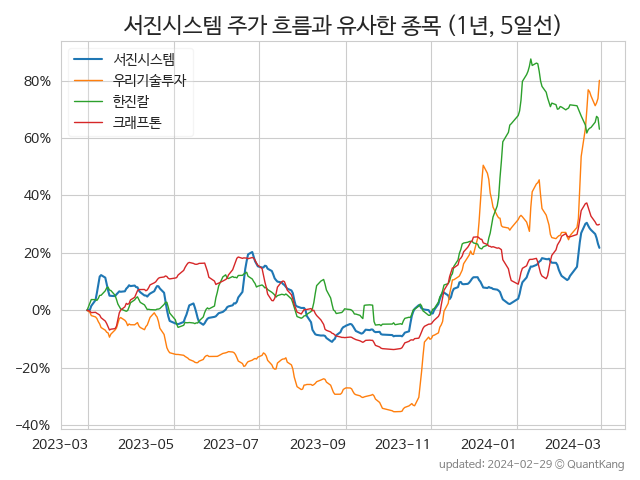 서진시스템 주가 흐름과 유사한 종목 (1년, 5일선)
서진시스템
우리기술투자
한진칼
크래프톤
80%
60%
40%
20%
0%
−20%
−40%
2023−03 2023−05 2023−07 2023−09 2023−11 2024−01 2024−03
updated: 2024-02-29 © QuantKang